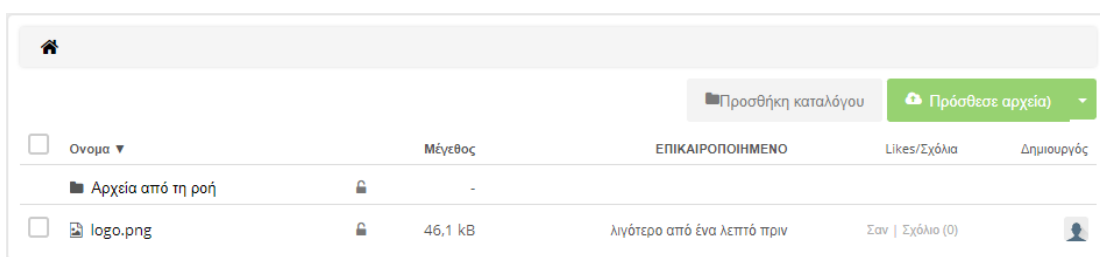 Προσθήκη καταλόγου Πρόσθεσε αρχεία)
Ονομα ▼ Μέγεθος ΕΠΙΚΑΙΡΟΠΟΙΗΜΕΝΟ Likes/Σχόλια Δημιουργός
Αρχεία από τη ροή -
logo.png 46,1 kB λιγότερο από ένα λεπτό πριν Σαν | Σχόλιο (0)